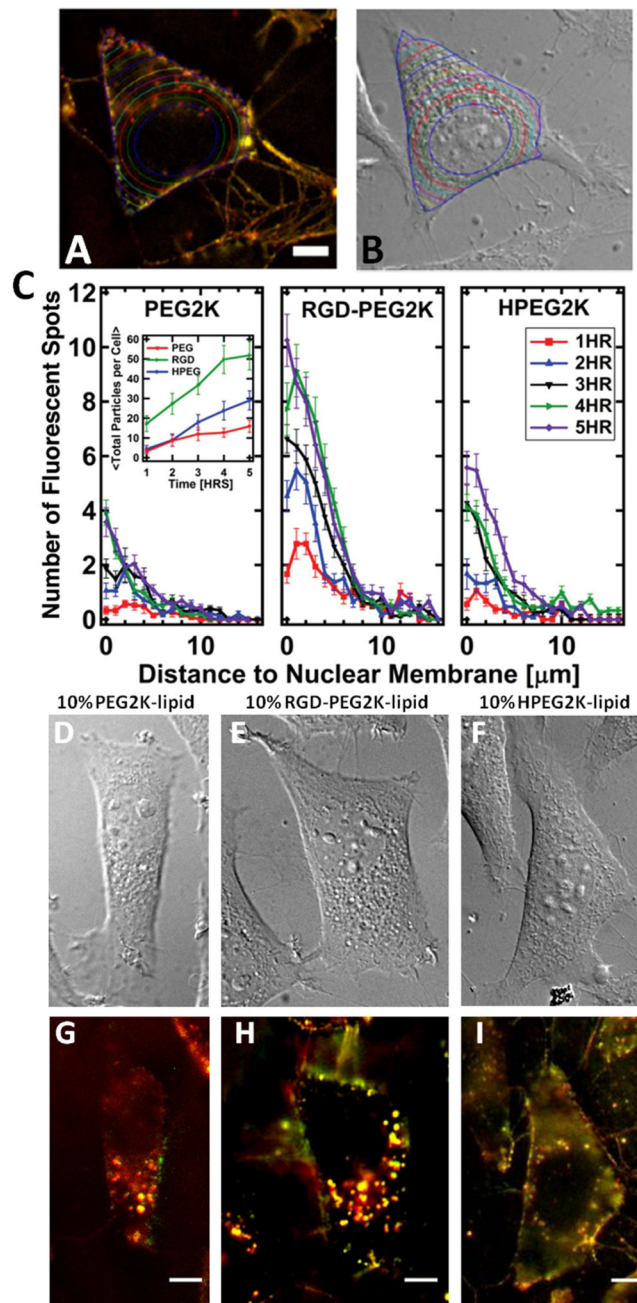 A
B
C
PEG2K
RGD-PEG2K
HPEG2K
12
10
8
6
4
2
0
Number of Fluorescent Spots
<Total Particles per Cell>
60
50
40
30
20
10
0
PEG
RGD
HPEG
1 2 3 4 5
Time [HRS]
1HR
2HR
3HR
4HR
5HR
0 10 0 10 0 10
Distance to Nuclear Membrane [μm]
10%PEG2K-lipid 10%RGD-PEG2K-lipid 10%HPEG2K-lipid
D E F
G H I